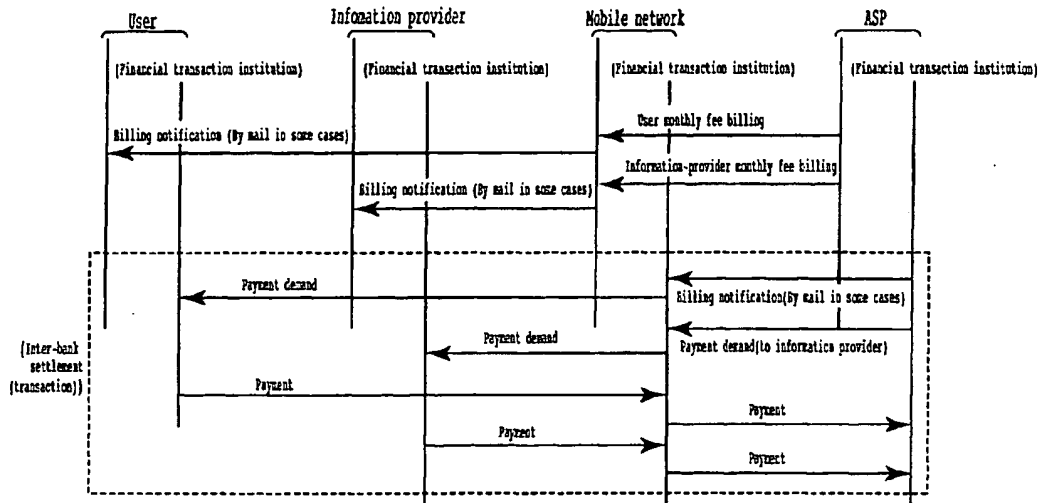 User
Infomation provider
Mobile network
ASP
(Financial transaction institution)
(Financial transaction institution)
(Financial transaction institution)
(Financial transaction institution)
User monthly fee billing
Billing notification (By mail in some cases)
Information-provider monthly fee billing
Billing notification (By mail in some cases)
Payment demand
Billing notification(By mail in some cases)
Payment demand
Payment demand(to information provider)
(Inter-bank
settlement
(transaction))
Payment
Payment
Payment
Payment